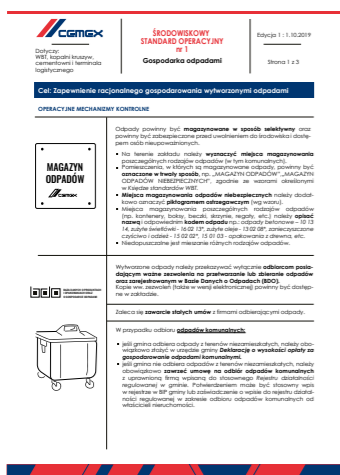 CEMEX
Dotyczy:
WBT, kopalni kruszyw,
cementowni i terminala
logistycznego
ŚRODOWISKOWY
STANDARD OPERACYJNY
nr 1
Gospodarka odpadami
Edycja 1 : 1.10.2019
Strona 1 z 3
Cel: Zapewnienie racjonalnego gospodarowania wytworzonymi odpadami
OPERACYJNE MECHANIZMY KONTROLNE
MAGAZYN
ODPADÓW
CEMEX
Odpady powinny być magazynowane w sposób selektywny oraz
powinny być zabezpieczone przed uwolnieniem do środowiska i dostę-
pem osób nieupoważnionych.
• Na terenie zakładu należy wyznaczyć miejsca magazynowania
poszczególnych rodzajów odpadów (w tym komunalnych).
• Pomieszczenia, w których są magazynowane odpady, powinny być
oznaczone w trwały sposób, np. „MAGAZYN ODPADÓW”, „MAGAZYN
ODPADÓW NIEBEZPIECZNYCH”, zgodnie ze wzorami określonymi
w Księdze standardów WBT.
• Miejsca magazynowania odpadów niebezpiecznych należy dodat-
kowo oznaczyć piktogramem ostrzegawczym (wg wzoru).
• Miejsca magazynowania poszczególnych rodzajów odpadów
(np. kontenery, boksy, beczki, skrzynie, regały, etc.) należy opisać
nazwą i odpowiednim kodem odpadu np.: odpady betonowe – 10 13
14, zużyte świetlówki - 16 02 13*, zużyte oleje - 13 02 08*, zanieczyszczone
czyściwo i odzież - 15 02 02*, 15 01 03 - opakowania z drewna, etc.
• Niedopuszczalne jest mieszanie różnych rodzajów odpadów.
Wytworzone odpady należy przekazywać wyłącznie odbiorcom posia-
dającym ważne zezwolenia na przetwarzanie lub zbieranie odpadów
oraz zarejestrowanym w Bazie Danych o Odpadach (BDO).
Kopie ww. zezwoleń (także w wersji elektronicznej) powinny być dostęp-
ne w zakładzie.
Zaleca się zawarcie stałych umów z firmami odbierającymi odpady.
W przypadku odbioru odpadów komunalnych:
• jeśli gmina odbiera odpady z terenów niezamieszkałych, należy obo-
wiązkowo złożyć w urzędzie gminy Deklarację o wysokości opłaty za
gospodarowanie odpadami komunalnymi.
• jeśli gmina nie odbiera odpadów z terenów niezamieszkałych, należy
obowiązkowo zawrzeć umowę na odbiór odpadów komunalnych
z uprawnioną firmą wpisaną do stosownego Rejestru działalności
regulowanej w gminie. Potwierdzeniem może być stosowny wpis
w rejestrze w BIP gminy lub zaświadczenie o wpisie do rejestru działal-
ności regulowanej w zakresie odbioru odpadów komunalnych od
właścicieli nieruchomości.